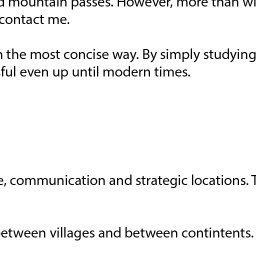 d mountain passes. However, more than wi
contact me.
n the most concise way. By simply studying
ful even up until modern times.
e, communication and strategic locations. T
etween villages and between contintents.